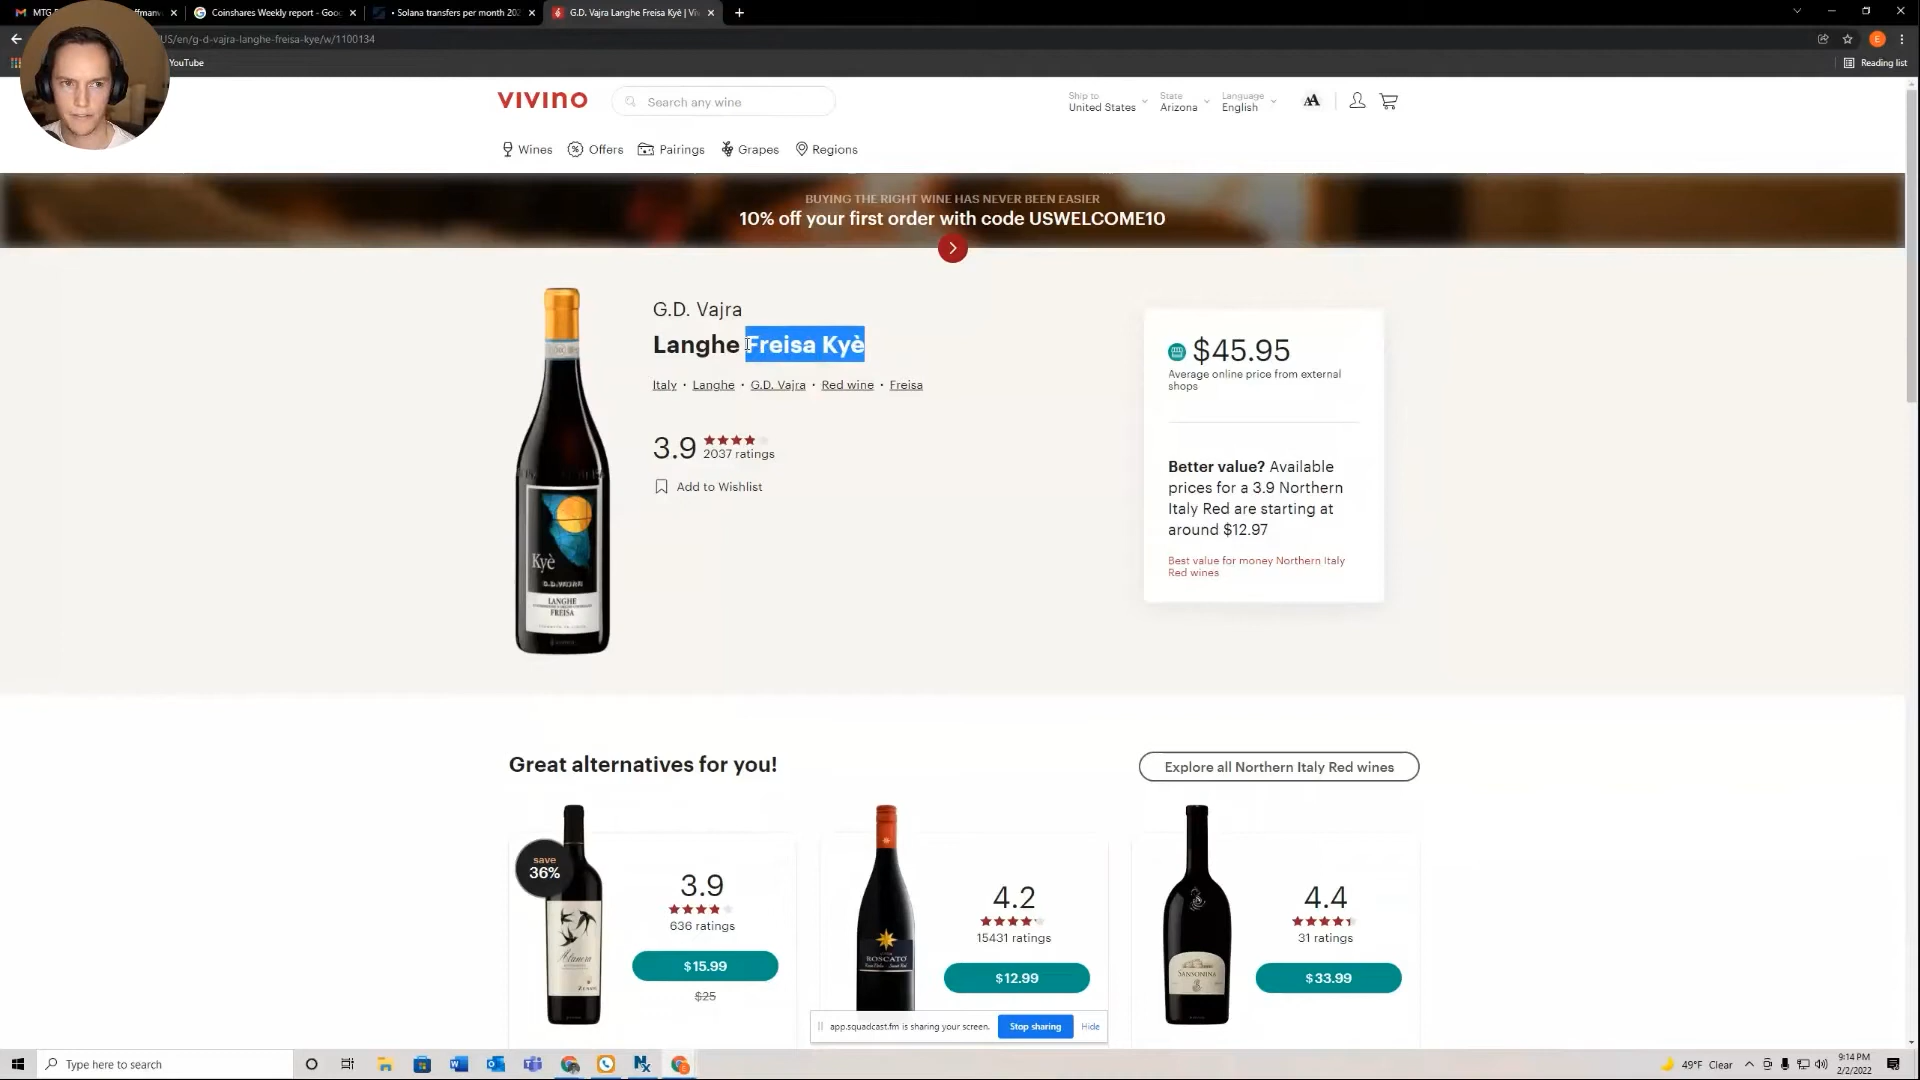 MTG
ffmanv
Coinshares Weekly report - Goo
• Solana transfers per month 202
G.D. Vajra Langhe Freisa Kyè | Vi
US/en/g-d-vajra-langhe-freisa-kye/w/1100134
YouTube
Reading list
E
VIVINO
Search any wine
Ship to
United States
State
Arizona
Language
English
Wines
Offers
Pairings
Grapes
Regions
BUYING THE RIGHT WINE HAS NEVER BEEN EASIER
10% off your first order with code USWELCOME10
G.D. Vajra
Langhe Freisa Kyè
Italy · Langhe · G.D. Vajra · Red wine · Freisa
3.9
2037 ratings
Add to Wishlist
$45.95
Average online price from external
shops
Better value? Available
prices for a 3.9 Northern
Italy Red are starting at
around $12.97
Best value for money Northern Italy
Red wines
Kyè
G.D. VAJRA
LANGHE
FREISA
Great alternatives for you!
Explore all Northern Italy Red wines
save
36%
3.9
636 ratings
$15.99
$25
4.2
15431 ratings
$12.99
ROSCATO
4.4
31 ratings
$33.99
SANSONINA
app.squadcast.fm is sharing your screen.
Stop sharing
Hide
Type here to search
49°F Clear
9:14 PM
2/2/2022